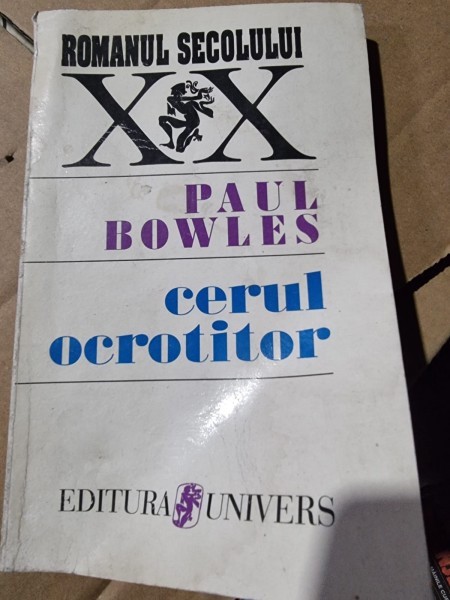 ROMANUL SECOLULUI
XX
PAUL
BOWLES
cerul
ocrotitor
EDITURA UNIVERS